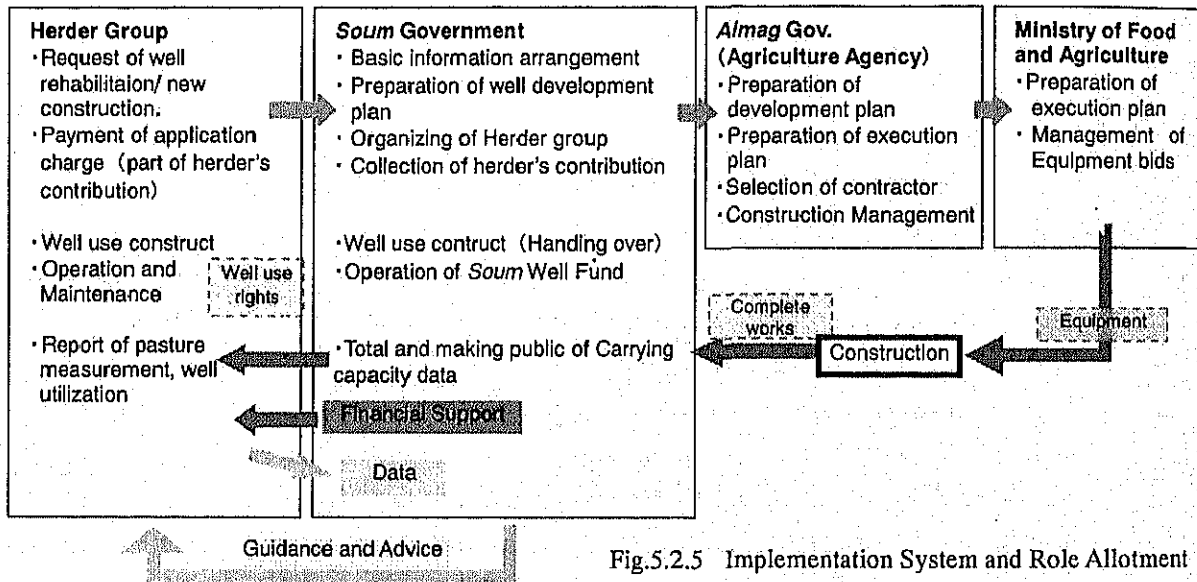 Herder Group
・Request of well
rehabilitaion/ new
construction.
・Payment of application
charge (part of herder's
contribution)
・Well use construct
・Operation and
Maintenance
Well use
rights
・Report of pasture
measurement, well
utilization
Soum Government
・Basic information arrangement
・Preparation of well development
plan
・Organizing of Herder group
・Collection of herder's contribution
・Well use contruct (Handing over)
・Operation of Soum Well Fund
・Total and making public of Carrying
capacity data
Financial Support
Data
Aimag Gov.
(Agriculture Agency)
・Preparation of
development plan
・Preparation of execution
plan
・Selection of contractor
・Construction Management
Ministry of Food
and Agriculture
・Preparation of
execution plan
・Management of
Equipment bids
Complete
works
Construction
Equipment
Guidance and Advice
Fig.5.2.5 Implementation System and Role Allotment